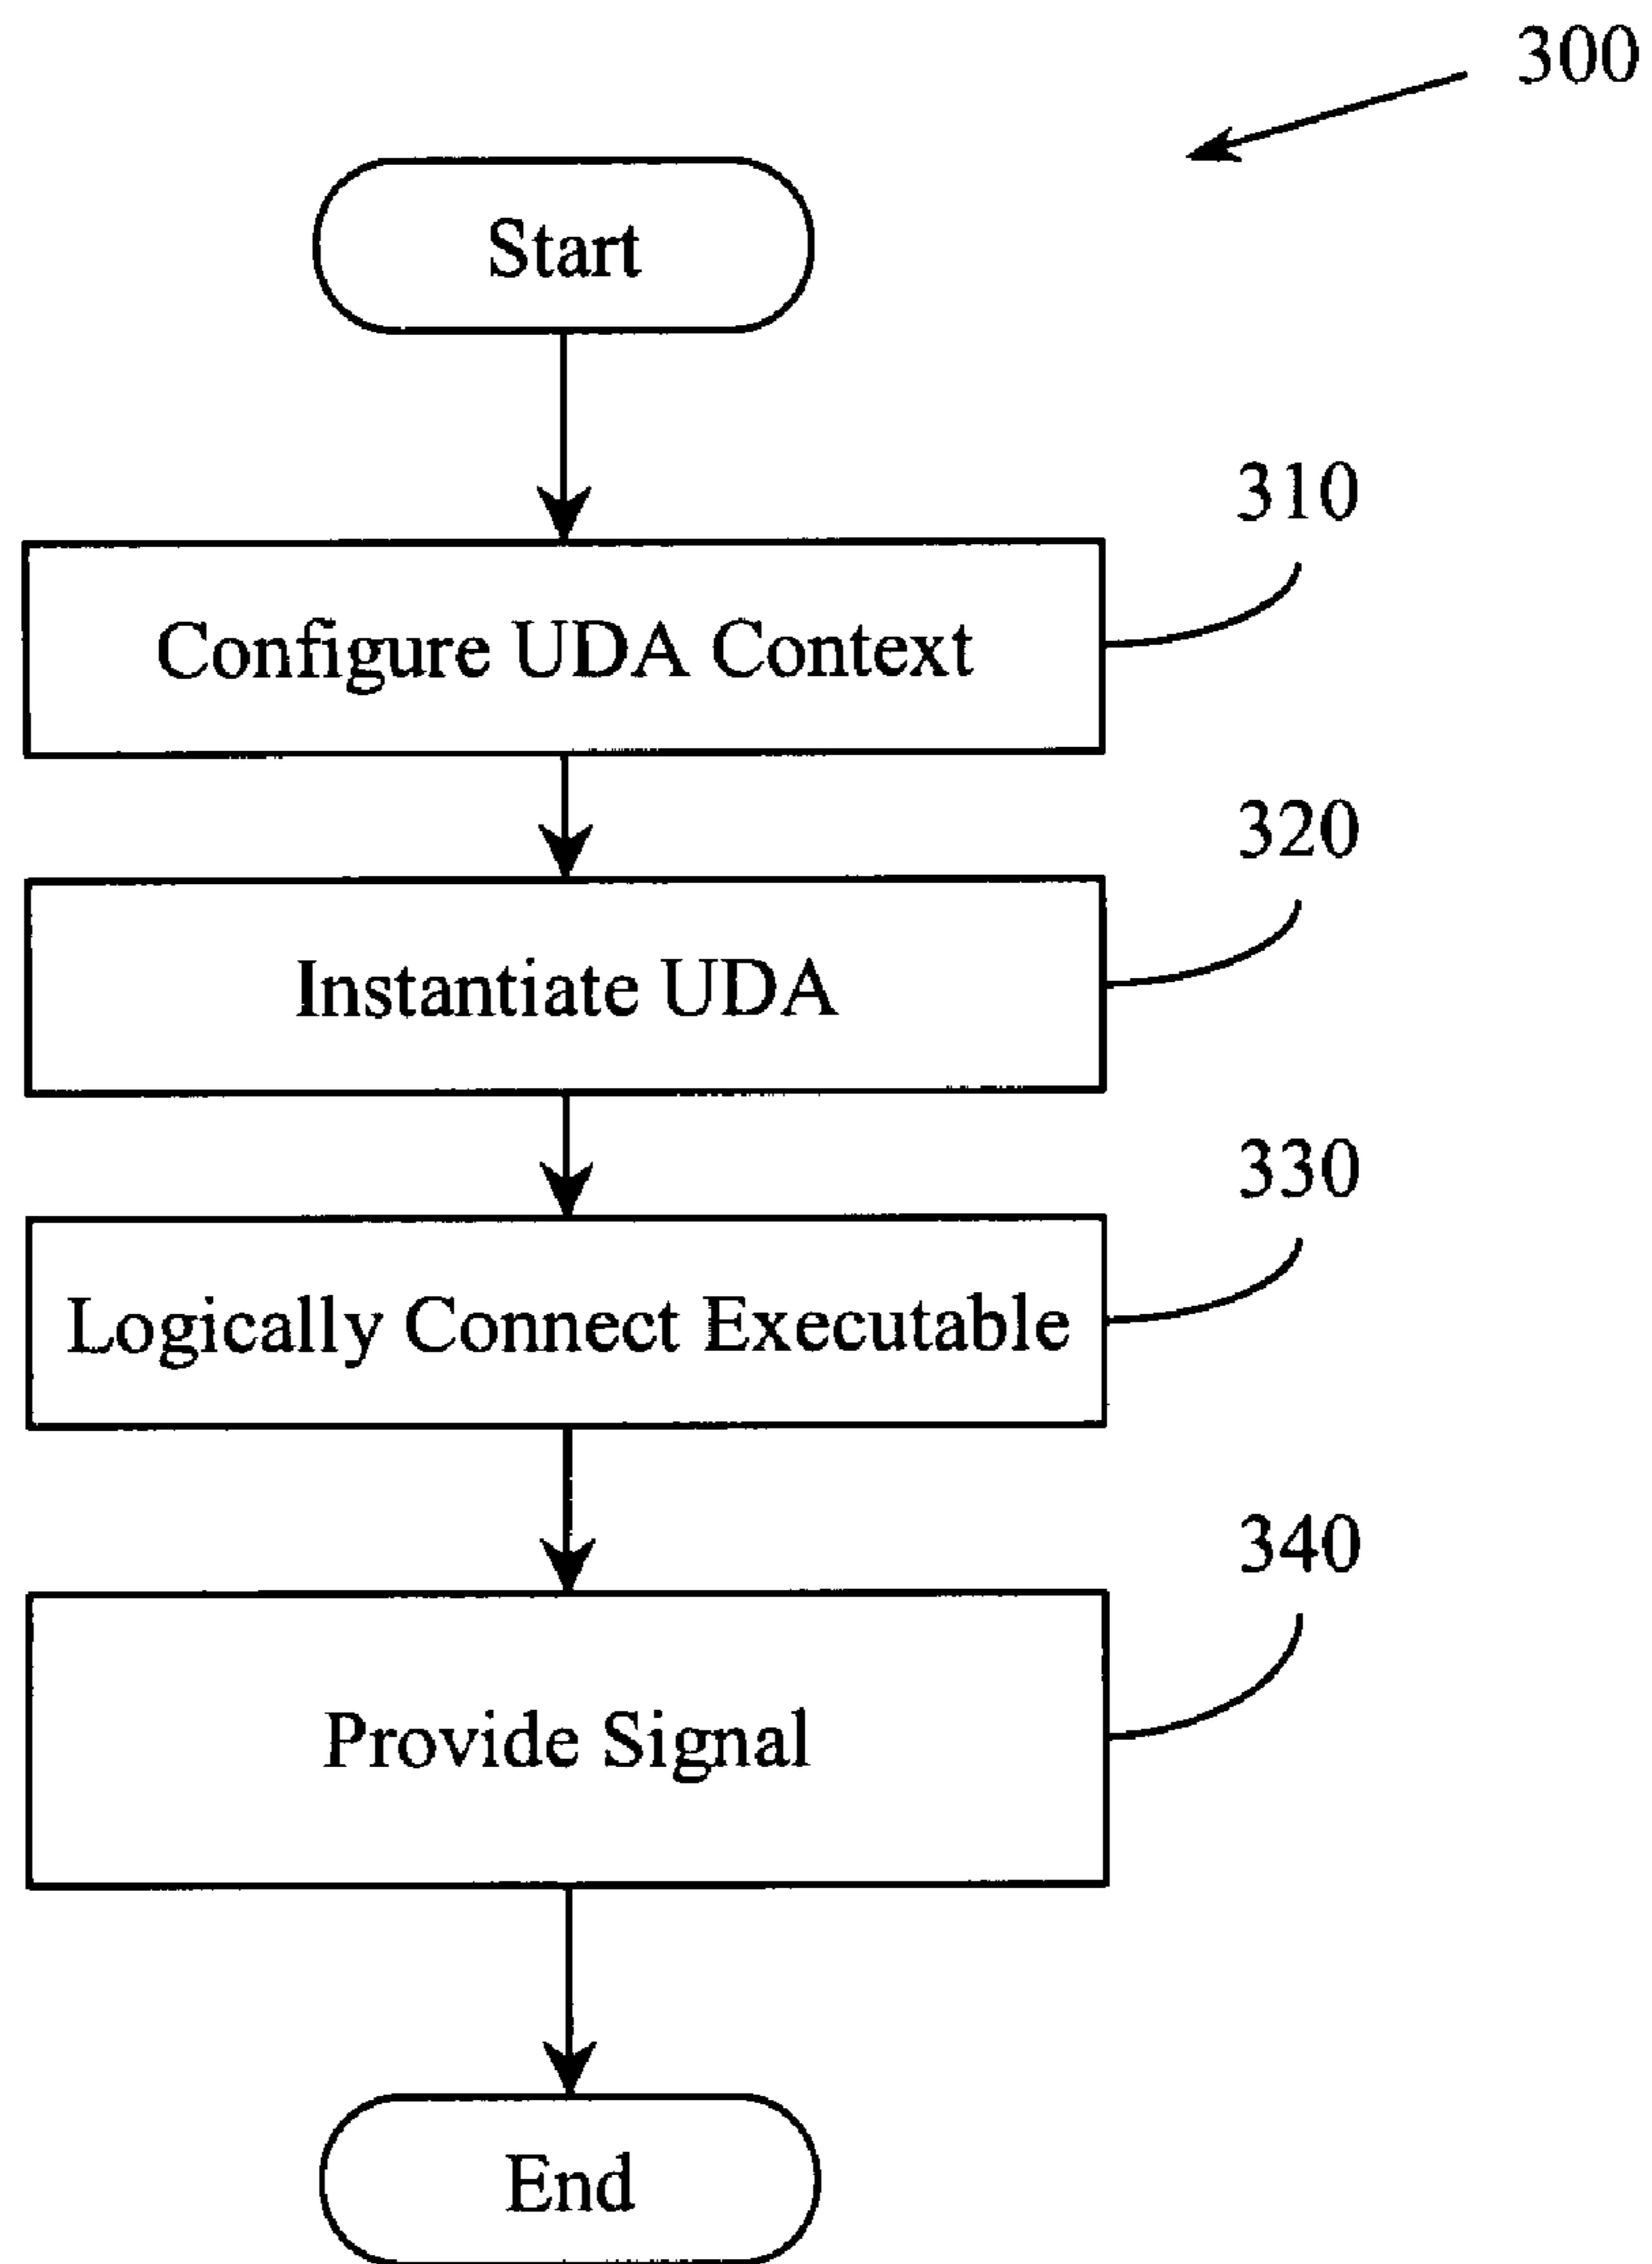 300
Start
310
Configure UDA Context
320
Instantiate UDA
330
Logically Connect Executable
340
Provide Signal
End